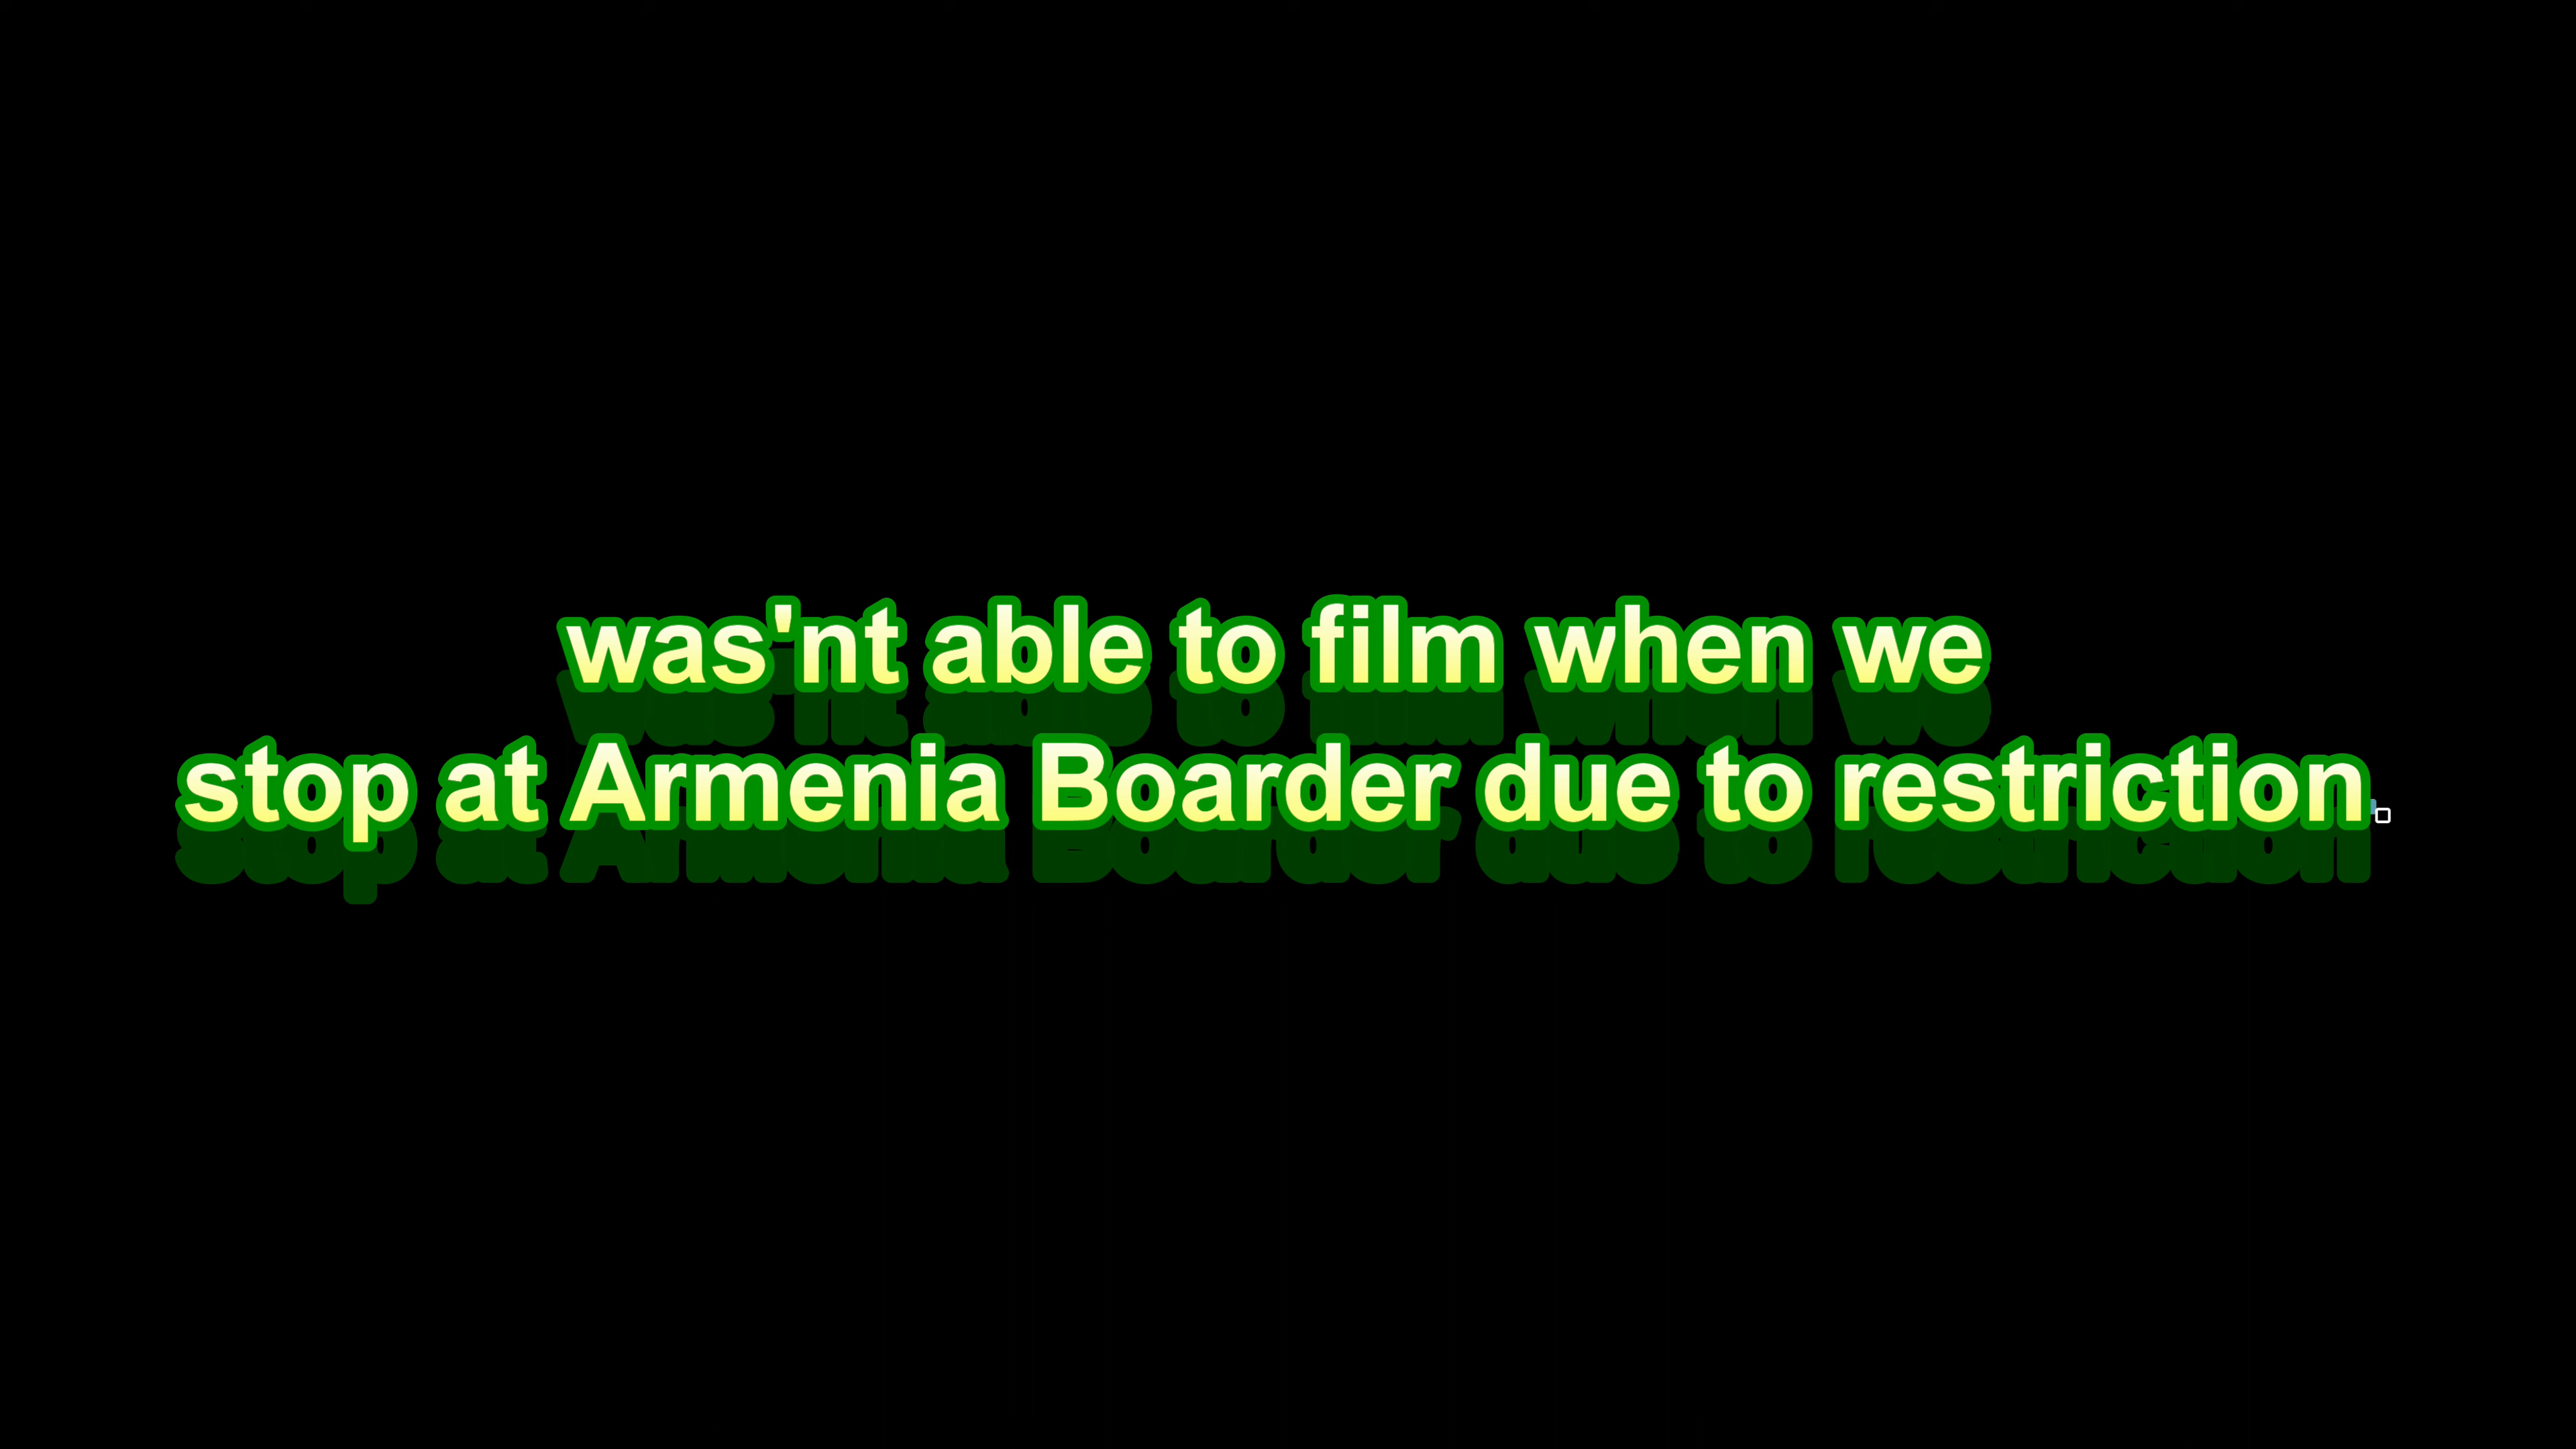 was'nt able to film when we
stop at Armenia Boarder due to restriction